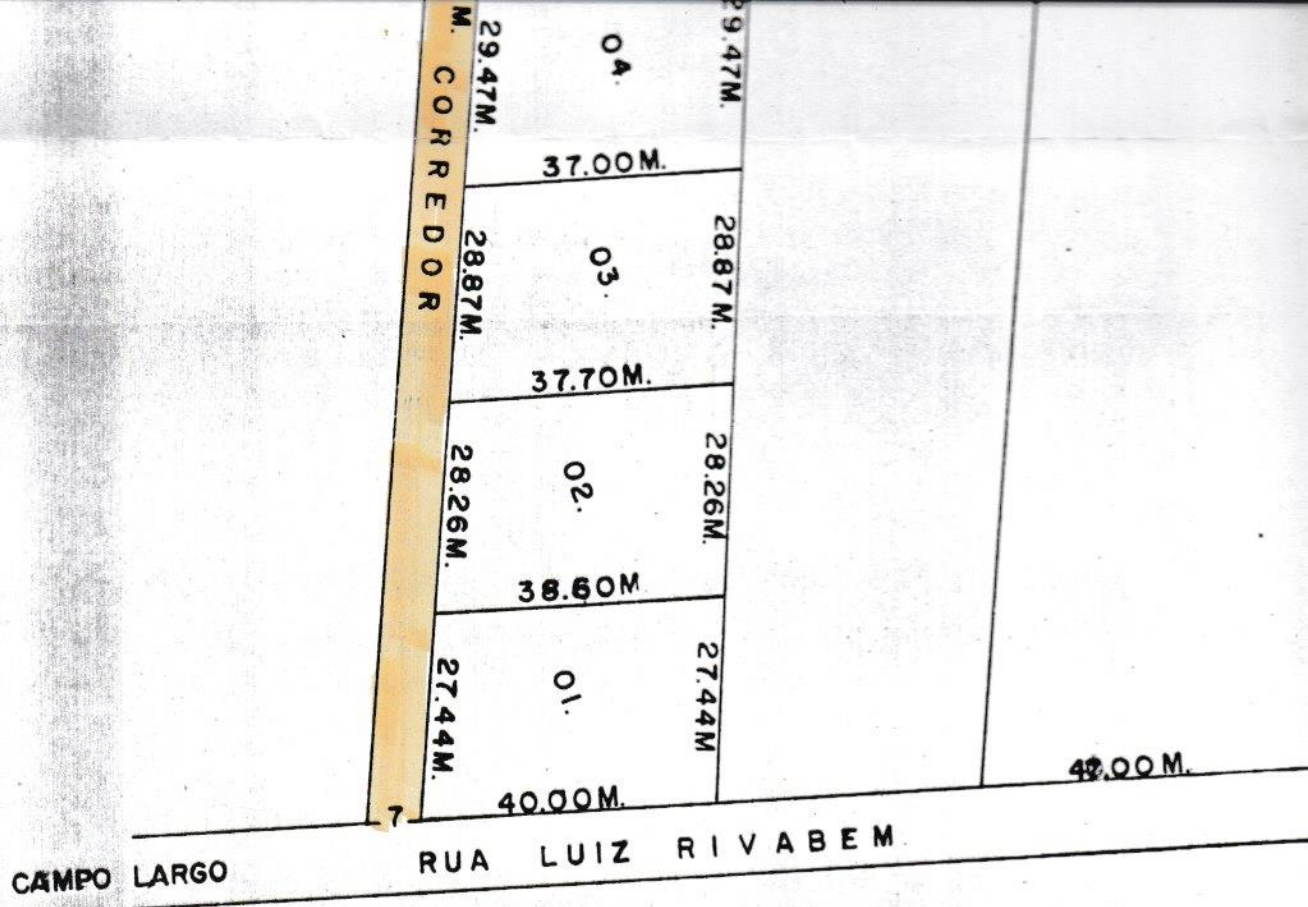 M. CORREDOR
29.47M.
04.
29.47M.
37.00M.
28.87M.
03.
28.87M.
37.70M.
28.26M.
02.
28.26M.
38.60M
27.44M.
01.
27.44M
40.00M.
7
.00 M.
RUA LUIZ RIVABEM
CAMPO LARGO